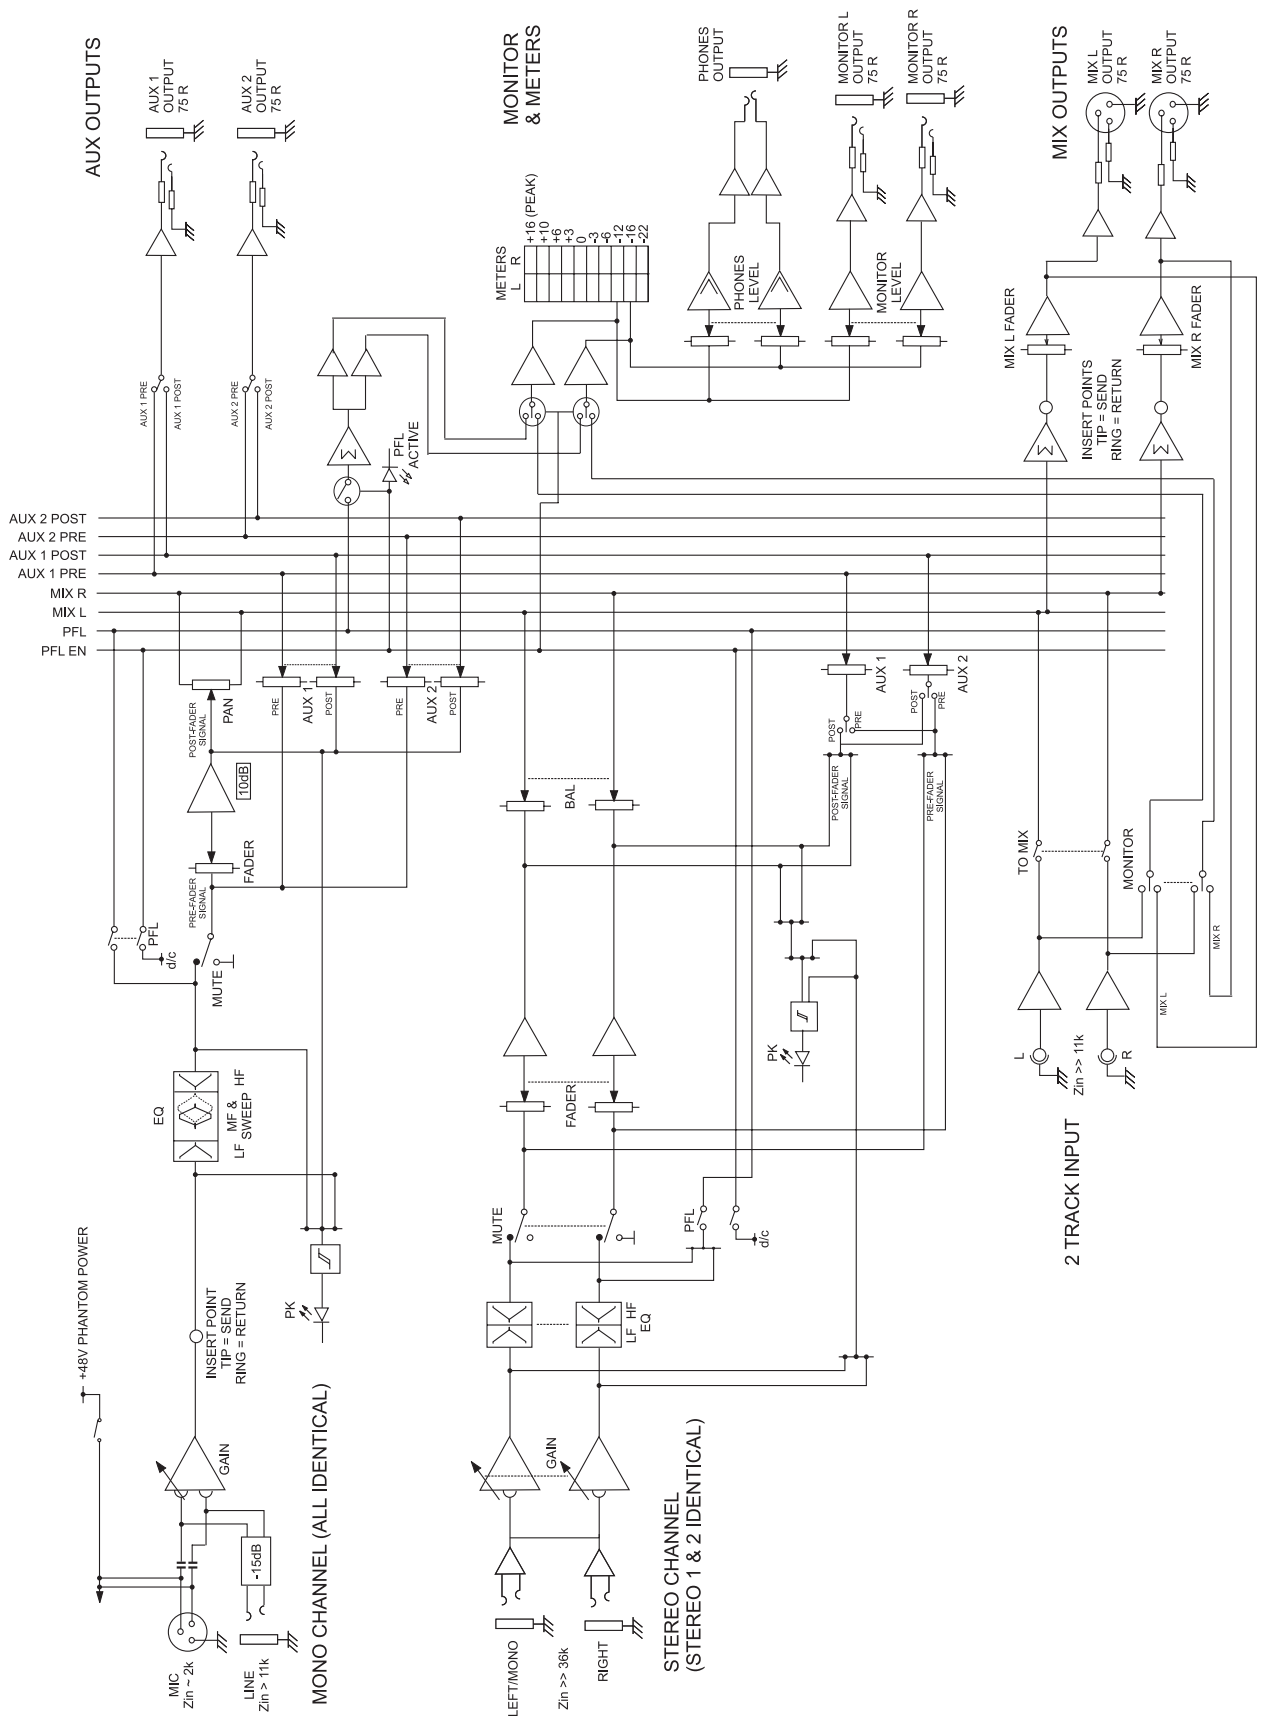 AUX OUTPUTS
AUX 1
OUTPUT
75 R
AUX 2
OUTPUT
75 R
AUX 1 PRE
AUX 1 POST
AUX 2 PRE
AUX 2 POST
MONITOR
& METERS
METERS
L R
+16 (PEAK)
+10
+6
+3
0
-3
-6
-12
-16
-22
PHONES
OUTPUT
MONITOR L
OUTPUT
75 R
MONITOR R
OUTPUT
75 R
PHONES
LEVEL
MONITOR
LEVEL
PFL
ACTIVE
MIX OUTPUTS
MIX L
OUTPUT
75 R
MIX R
OUTPUT
75 R
MIX L FADER
MIX R FADER
INSERT POINTS
TIP = SEND
RING = RETURN
Σ
Σ
Σ
AUX 2 POST
AUX 2 PRE
AUX 1 POST
AUX 1 PRE
MIX R
MIX L
PFL
PFL EN
PAN
POST-FADER
SIGNAL
10dB
FADER
PRE-FADER
SIGNAL
PRE
AUX 1
POST
PRE
AUX 2
POST
PFL
d/c
MUTE
EQ
HF
MF &
SWEEP
LF
+48V PHANTOM POWER
INSERT POINT
TIP = SEND
RING = RETURN
PK
GAIN
-15dB
MIC
Zin ~ 2k
LINE
Zin > 11k
MONO CHANNEL (ALL IDENTICAL)
BAL
AUX 1
AUX 2
POST
PRE
POST
PRE
POST-FADER
SIGNAL
PRE-FADER
SIGNAL
PK
FADER
MUTE
PFL
d/c
LF HF
EQ
GAIN
LEFT/MONO
Zin >> 36k
RIGHT
STEREO CHANNEL
(STEREO 1 & 2 IDENTICAL)
TO MIX
MONITOR
MIX L
MIX R
L
Zin >> 11k
R
2 TRACK INPUT